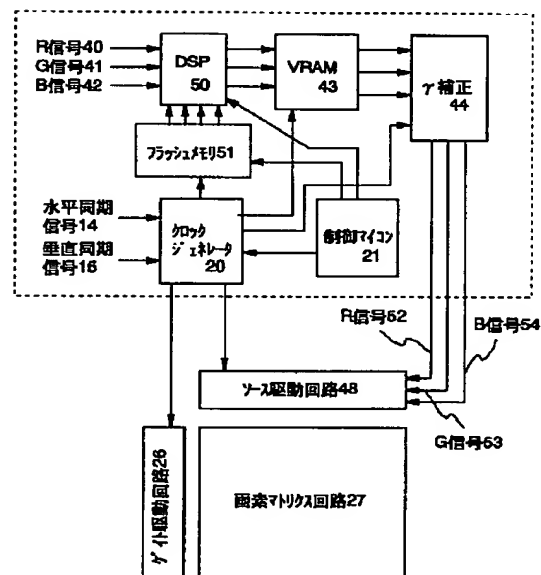 R信号40
G信号41
B信号42
DSP
50
VRAM
43
γ補正
44
フラッシュメモリ51
水平同期
信号14
垂直同期
信号15
クロック
ジェネレータ
20
制御マイコン
21
R信号52
B信号54
ソース駆動回路48
G信号53
ゲイト駆動回路26
画素マトリクス回路27